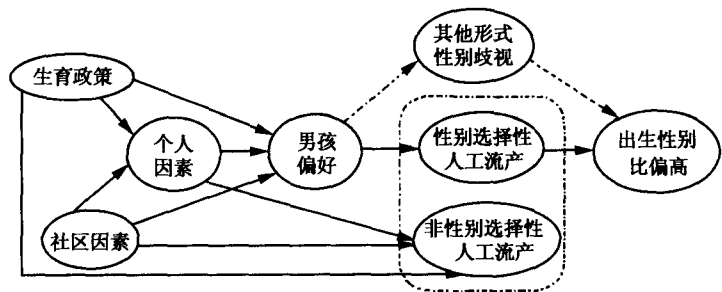 其他形式
性别歧视
生育政策
个人
因素
男孩
偏好
性别选择性
人工流产
出生性别
比偏高
社区因素
非性别选择性
人工流产